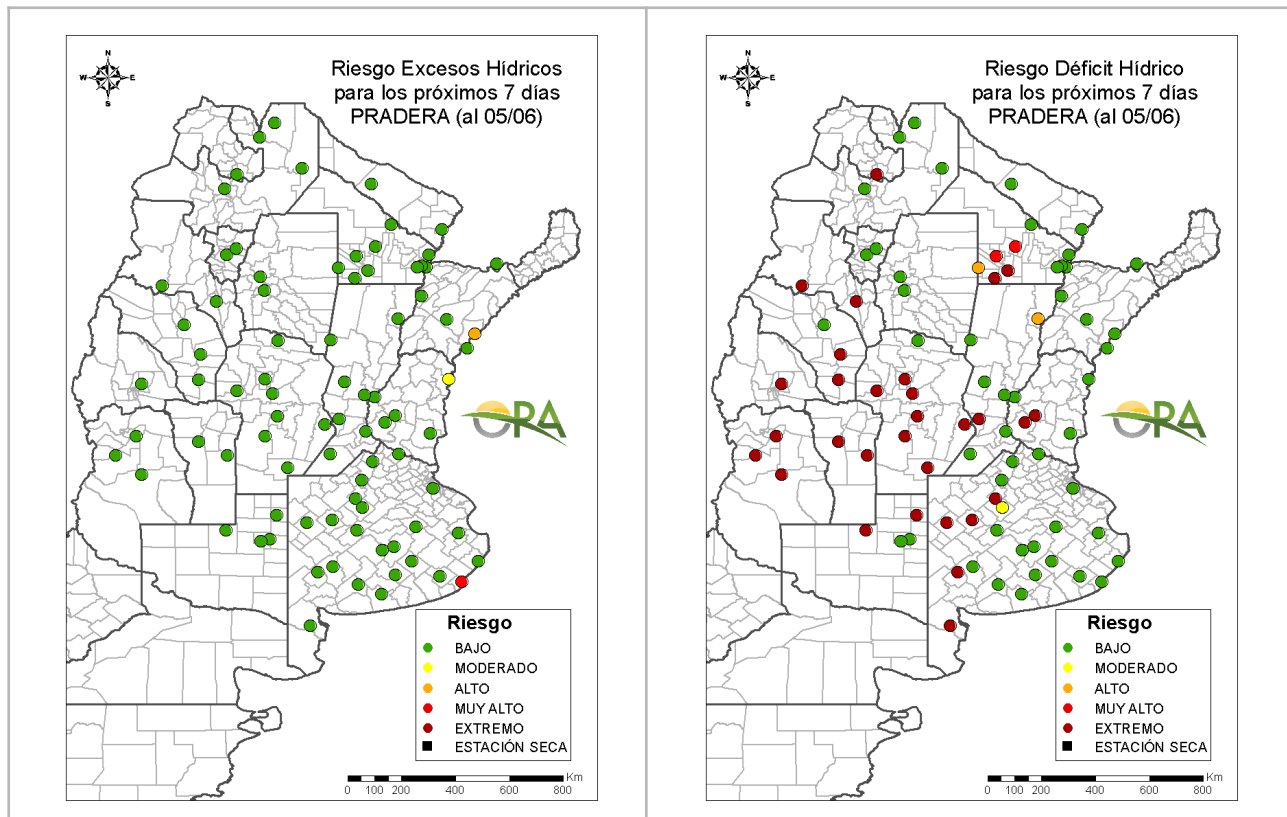 N
W
E
S
Riesgo Excesos Hídricos
para los próximos 7 días
PRADERA (al 05/06)
ORA
Riesgo
BAJO
MODERADO
ALTO
MUY ALTO
EXTREMO
ESTACIÓN SECA
Km
0 100 200 400 600 800
N
W
E
S
Riesgo Déficit Hídrico
para los próximos 7 días
PRADERA (al 05/06)
ORA
Riesgo
BAJO
MODERADO
ALTO
MUY ALTO
EXTREMO
ESTACIÓN SECA
Km
0 100 200 400 600 800